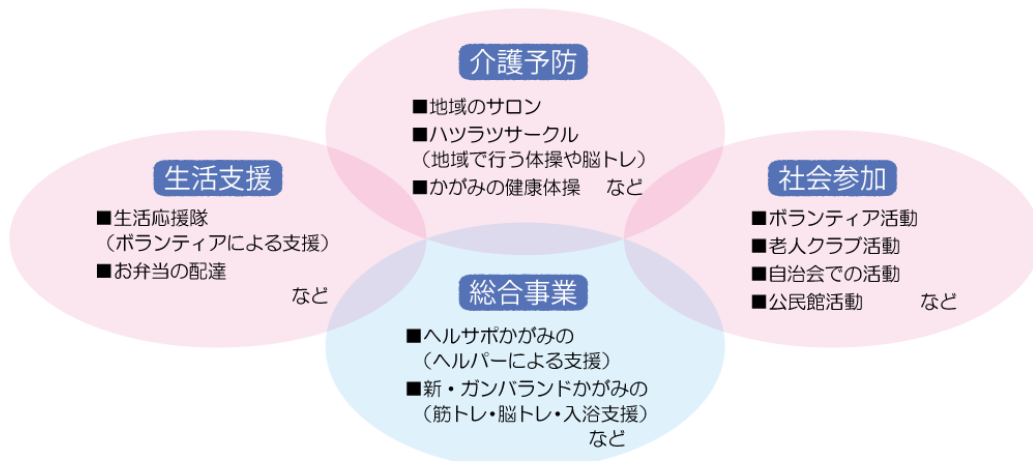 介護予防
■地域のサロン
■ハツラツサークル
（地域で行う体操や脳トレ）
■かがみの健康体操　など
生活支援
■生活応援隊
（ボランティアによる支援）
■お弁当の配達
など
社会参加
■ボランティア活動
■老人クラブ活動
■自治会での活動
■公民館活動　など
総合事業
■ヘルサポかがみの
（ヘルパーによる支援）
■新・ガンバランドかがみの
（筋トレ・脳トレ・入浴支援）
など